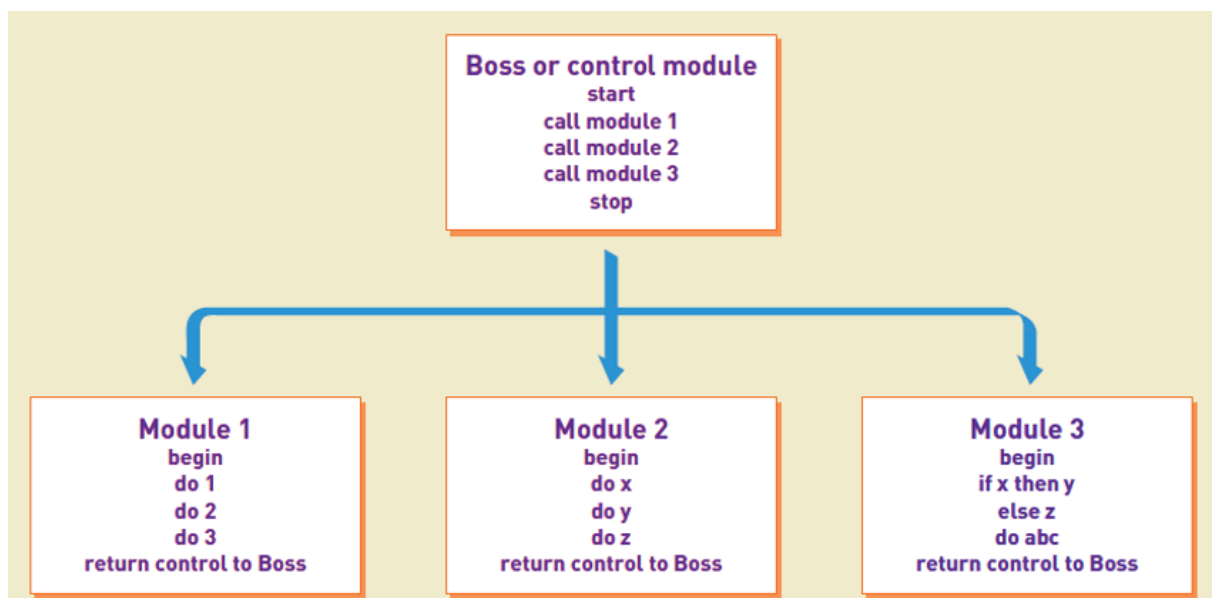 Boss or control module
start
call module 1
call module 2
call module 3
stop
Module 1
begin
do 1
do 2
do 3
return control to Boss
Module 2
begin
do x
do y
do z
return control to Boss
Module 3
begin
if x then y
else z
do abc
return control to Boss